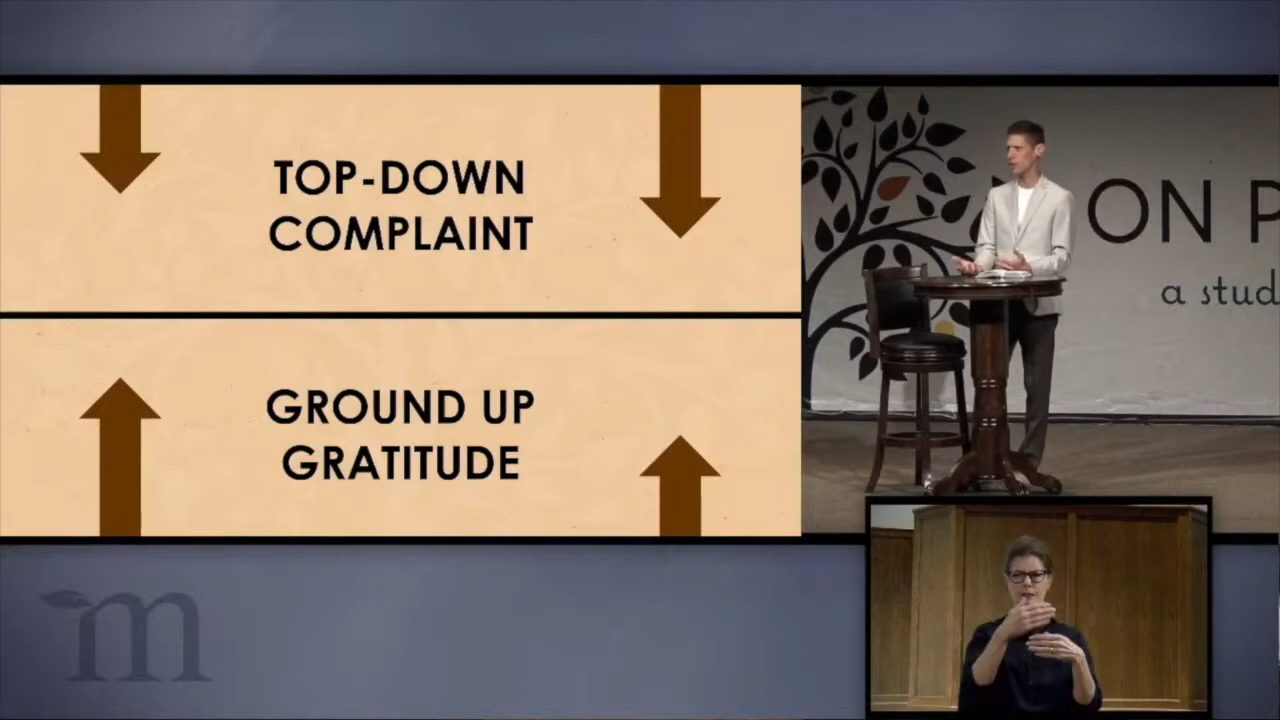 TOP-DOWN
COMPLAINT
GROUND UP
GRATITUDE
ON P
a stud
m